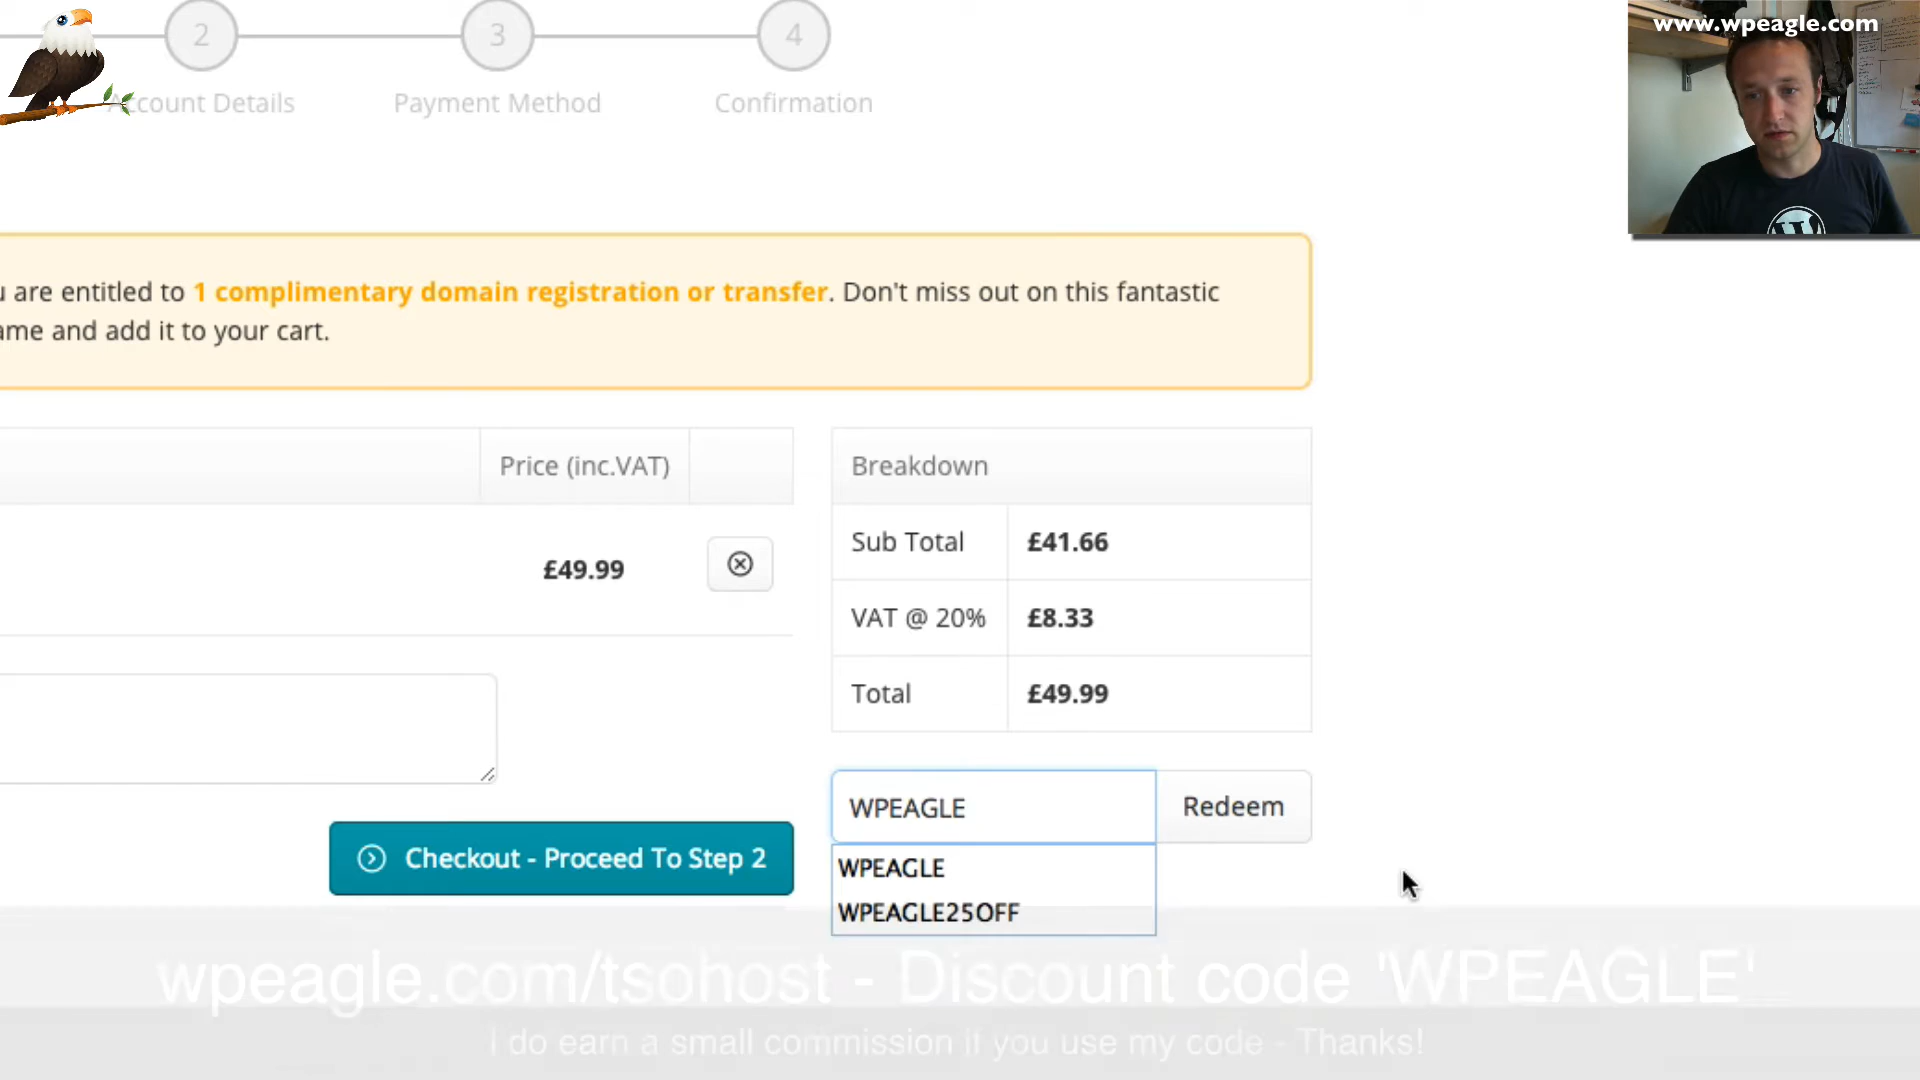 www.wpeagle.com
2
3
4
Account Details
Payment Method
Confirmation
are entitled to 1 complimentary domain registration or transfer. Don't miss out on this fantastic
and add it to your cart.
Price (inc.VAT)
Breakdown
Sub Total
£41.66
£49.99
VAT @ 20%
£8.33
Total
£49.99
WPEAGLE
Redeem
Checkout - Proceed To Step 2
WPEAGLE
WPEAGLE25OFF
wpeagle.com/tsohost - Discount code 'WPEAGLE'
I do earn a small commission if you use my code - Thanks!